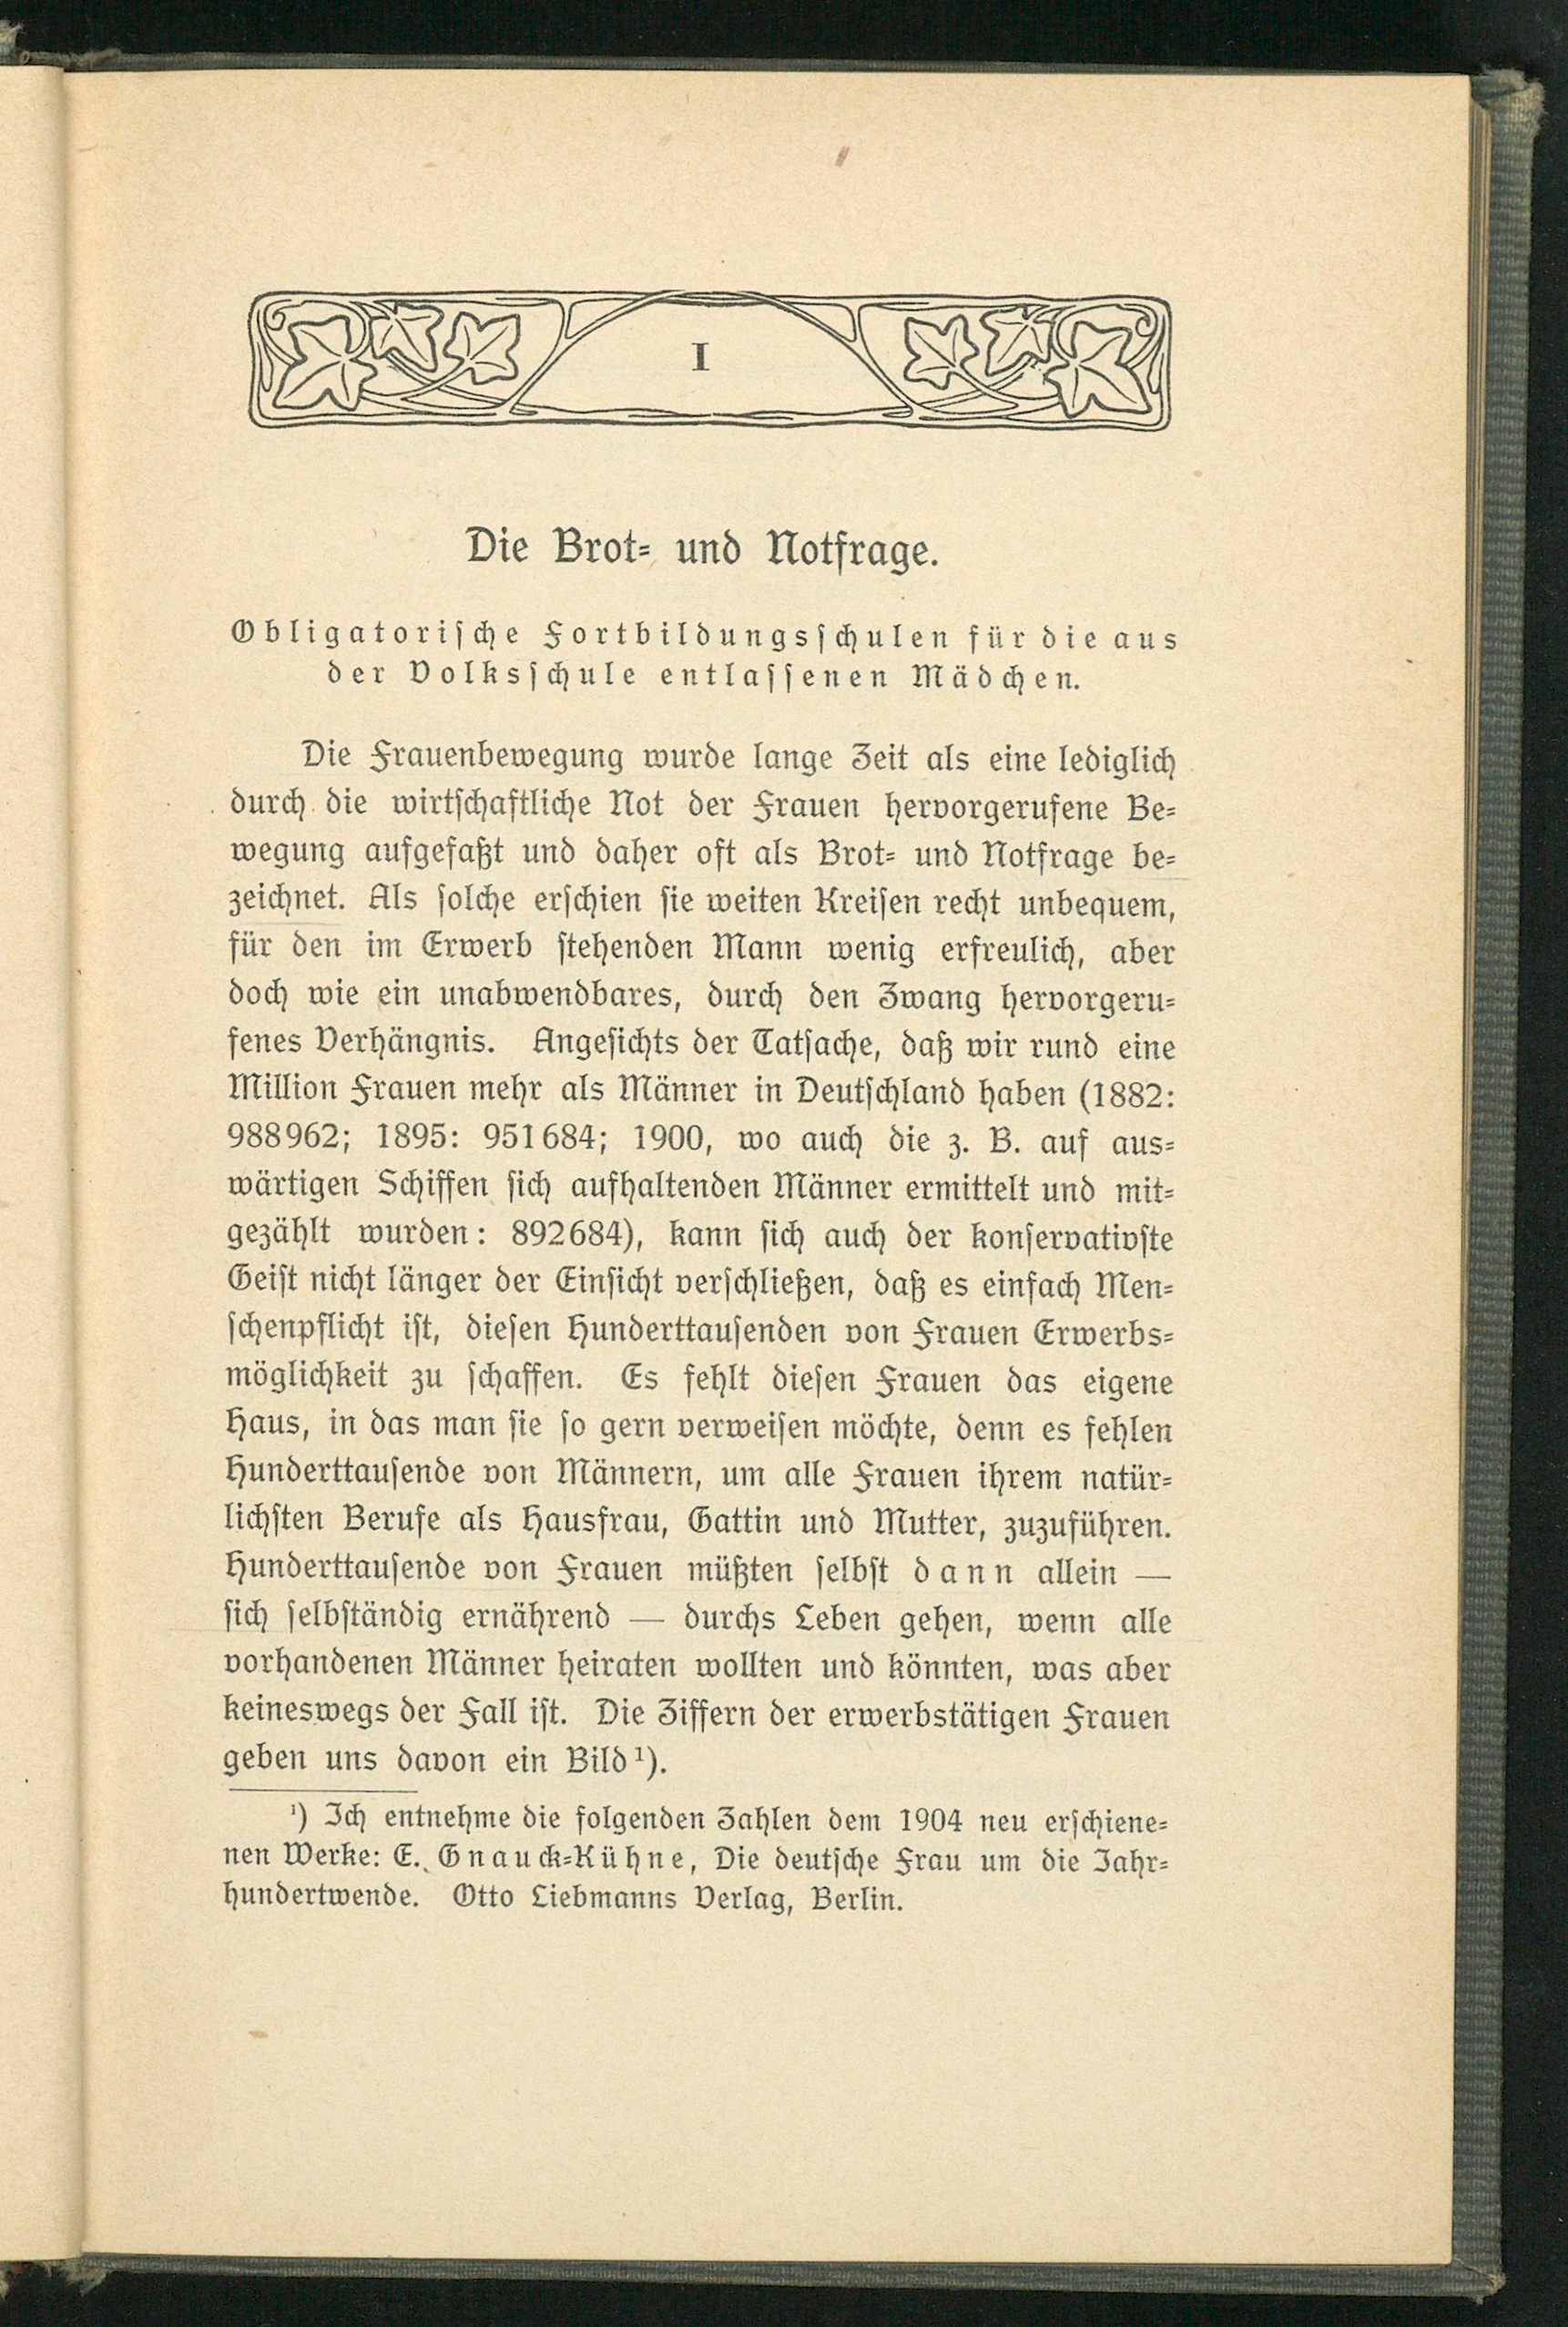 I
Die Brot- und Notfrage.
Obligatorische Fortbildungsschulen für die aus
der Volksschule entlassenen Mädchen.
Die Frauenbewegung wurde lange Zeit als eine lediglich
durch die wirtschaftliche Not der Frauen hervorgerufene Be-
wegung aufgefaßt und daher oft als Brot- und Notfrage be-
zeichnet. Als solche erschien sie weiten Kreisen recht unbequem,
für den im Erwerb stehenden Mann wenig erfreulich, aber
doch wie ein unabwendbares, durch den Zwang hervorgeru-
fenes Verhängnis. Angesichts der Tatsache, daß wir rund eine
Million Frauen mehr als Männer in Deutschland haben (1882:
988962; 1895: 951684; 1900, wo auch die z. B. auf aus-
wärtigen Schiffen sich aufhaltenden Männer ermittelt und mit-
gezählt wurden: 892684), kann sich auch der konservativste
Geist nicht länger der Einsicht verschließen, daß es einfach Men-
schenpflicht ist, diesen Hunderttausenden von Frauen Erwerbs-
möglichkeit zu schaffen. Es fehlt diesen Frauen das eigene
Haus, in das man sie so gern verweisen möchte, denn es fehlen
Hunderttausende von Männern, um alle Frauen ihrem natür-
lichsten Berufe als Hausfrau, Gattin und Mutter, zuzuführen.
Hunderttausende von Frauen müßten selbst dann allein —
sich selbständig ernährend — durchs Leben gehen, wenn alle
vorhandenen Männer heiraten wollten und könnten, was aber
keineswegs der Fall ist. Die Ziffern der erwerbstätigen Frauen
geben uns davon ein Bild ¹).
¹) Ich entnehme die folgenden Zahlen dem 1904 neu erschiene-
nen Werke: E. Gnauck-Kühne, Die deutsche Frau um die Jahr-
hundertwende. Otto Liebmanns Verlag, Berlin.